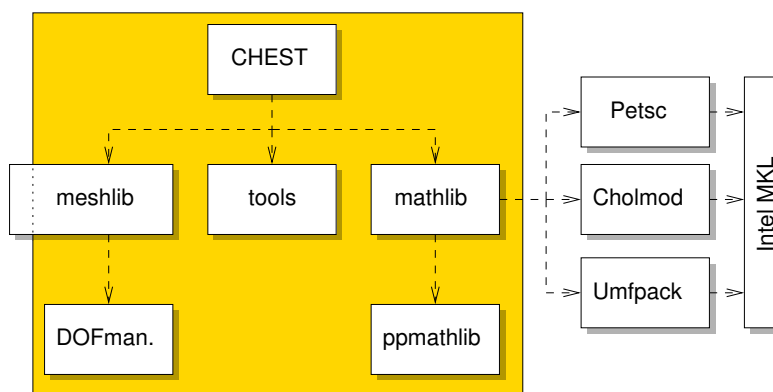 CHEST
Petsc
meshlib
tools
mathlib
Cholmod
Intel MKL
Umfpack
DOFman.
ppmathlib